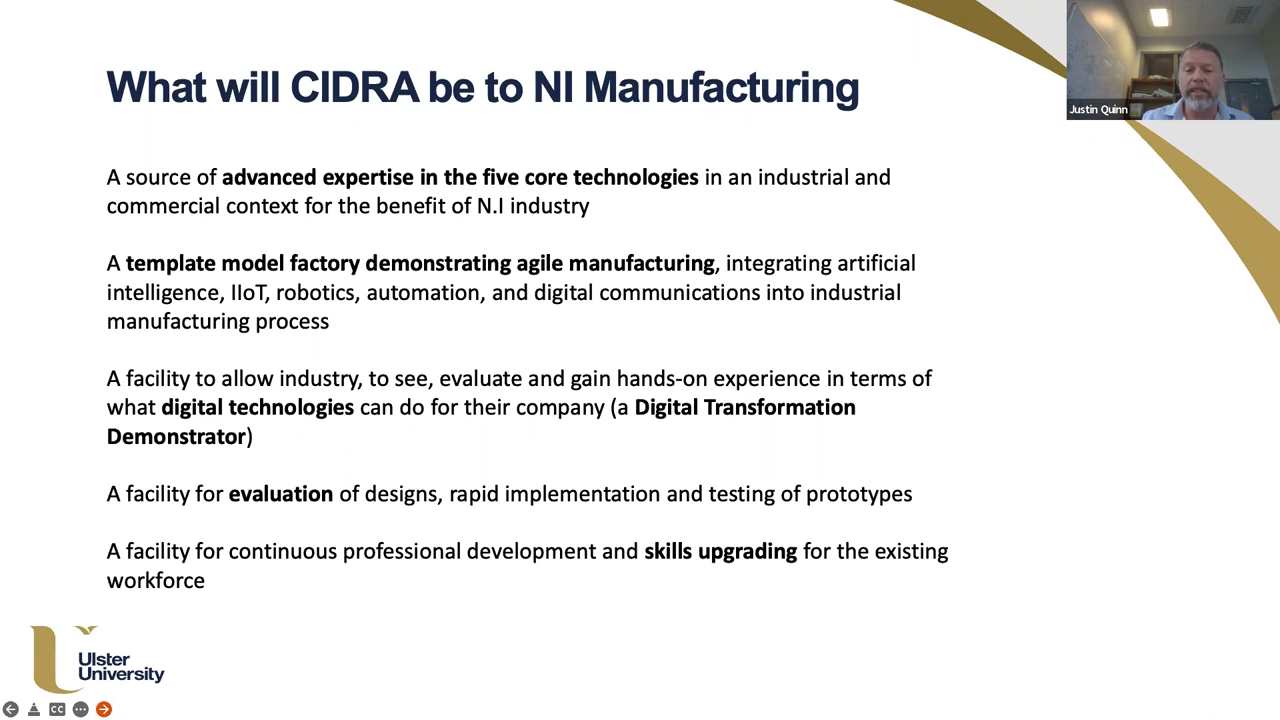 What will CIDRA be to NI Manufacturing
Justin Quinn
A source of advanced expertise in the five core technologies in an industrial and
commercial context for the benefit of N.I industry
A template model factory demonstrating agile manufacturing, integrating artificial
intelligence, IIoT, robotics, automation, and digital communications into industrial
manufacturing process
A facility to allow industry, to see, evaluate and gain hands-on experience in terms of
what digital technologies can do for their company (a Digital Transformation
Demonstrator)
A facility for evaluation of designs, rapid implementation and testing of prototypes
A facility for continuous professional development and skills upgrading for the existing
workforce
Ulster
University
CC